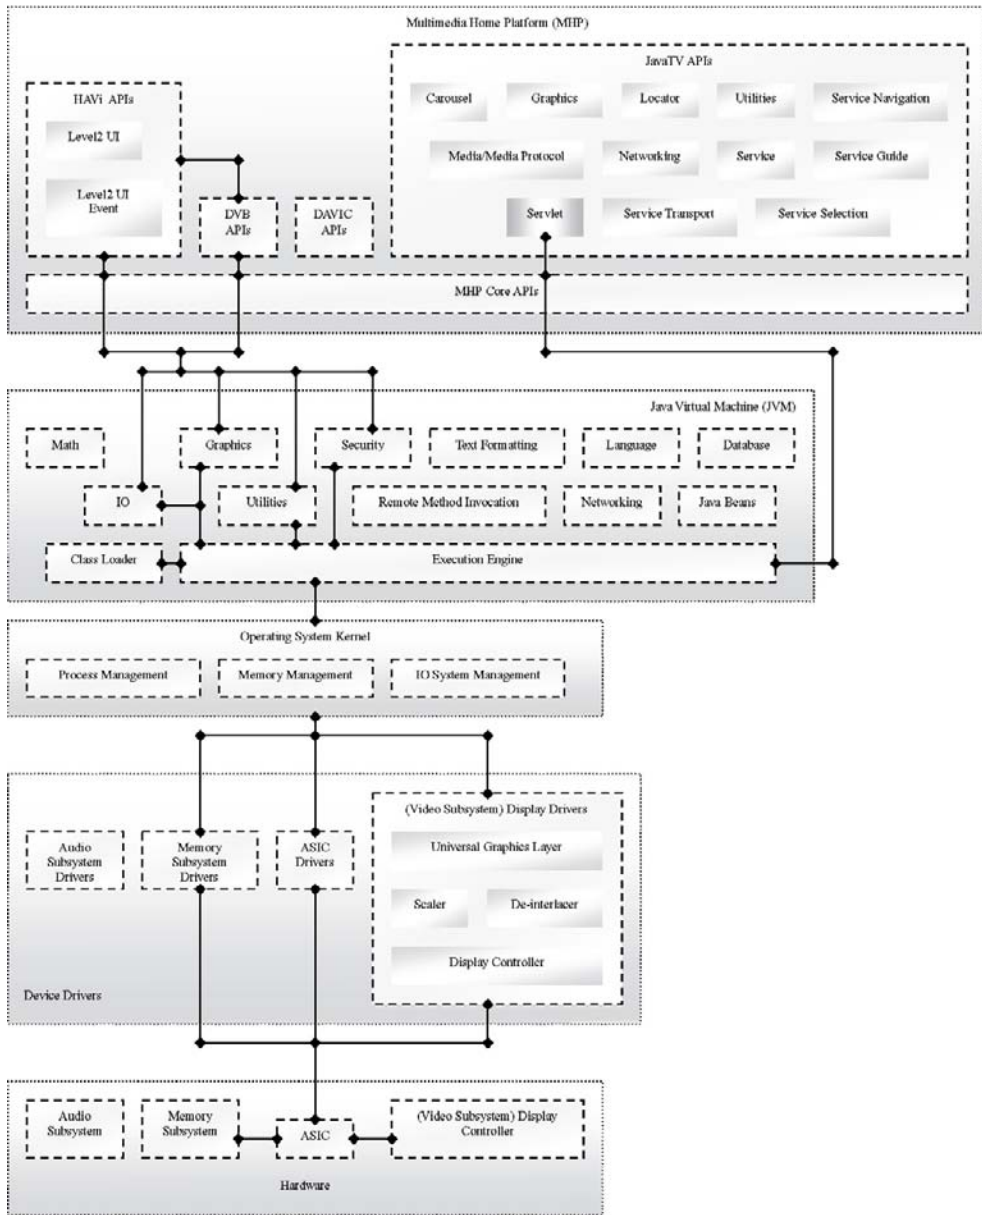 Multimedia Home Platform (MHP)
HAVi APIs
Level2 UI
Level2 UI
Event
DVB
APIs
DAVIC
APIs
JavaTV APIs
Carousel
Graphics
Locator
Utilities
Service Navigation
Media/Media Protocol
Networking
Service
Service Guide
Servlet
Service Transport
Service Selection
MHP Core APIs
Java Virtual Machine (JVM)
Math
Graphics
Security
Text Formatting
Language
Database
IO
Utilities
Remote Method Invocation
Networking
Java Beans
Class Loader
Execution Engine
Operating System Kernel
Process Management
Memory Management
IO System Management
Audio
Subsystem
Drivers
Memory
Subsystem
Drivers
ASIC
Drivers
(Video Subsystem) Display Drivers
Universal Graphics Layer
Scaler
De-interlacer
Display Controller
Device Drivers
Audio
Subsystem
Memory
Subsystem
ASIC
(Video Subsystem) Display
Controller
Hardware